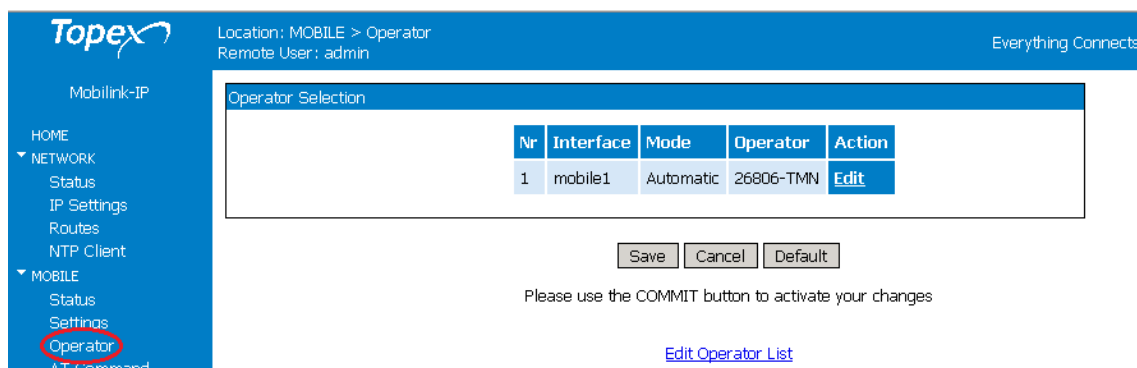 Topex
Location: MOBILE > Operator
Remote User: admin
Everything Connects
Mobilink-IP
HOME
NETWORK
Status
IP Settings
Routes
NTP Client
MOBILE
Status
Settings
Operator
AT Command
Operator Selection
Nr Interface Mode Operator Action
1 mobile1 Automatic 26806-TMN Edit
Save Cancel Default
Please use the COMMIT button to activate your changes
Edit Operator List